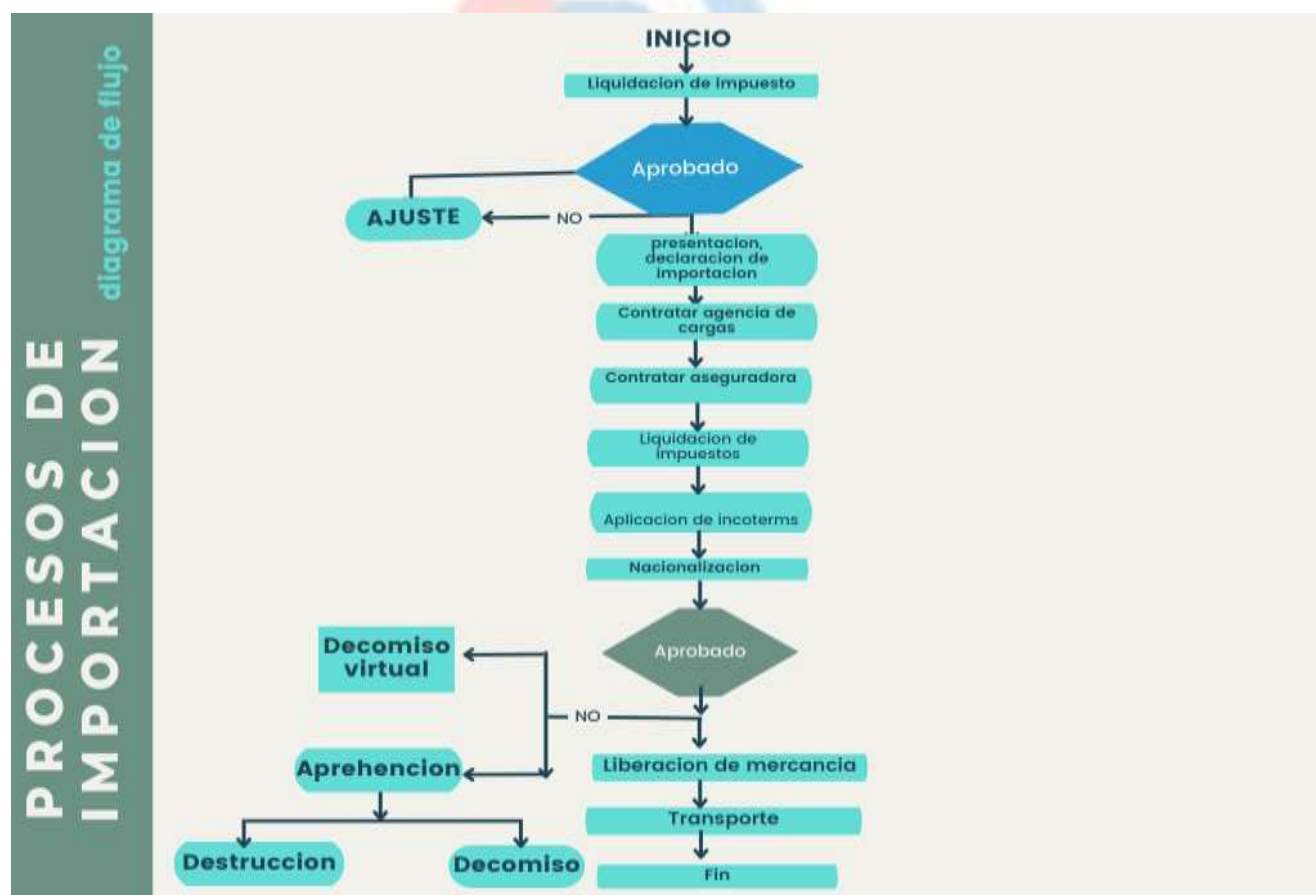 PROCESOS DE
IMPORTACION
diagrama de flujo
INICIO
Liquidacion de impuesto
Aprobado
AJUSTE
NO
presentacion,
declaracion de
importacion
Contratar agencia de
cargas
Contratar aseguradora
Liquidacion de
impuestos
Aplicacion de incoterms
Nacionalizacion
Aprobado
Decomiso
virtual
NO
Aprehencion
Liberacion de mercancia
Transporte
Destruccion
Decomiso
Fin